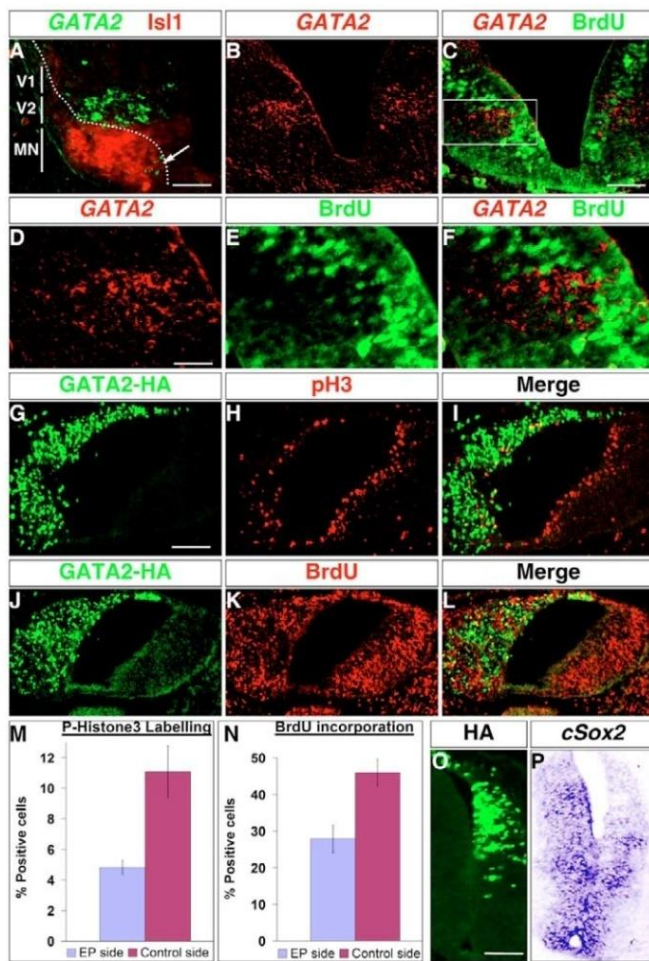 GATA2 Isl1
GATA2
GATA2 BrdU
A
B
C
V1
V2
MN
GATA2
BrdU
GATA2 BrdU
D
E
F
GATA2-HA
pH3
Merge
G
H
I
GATA2-HA
BrdU
Merge
J
K
L
M
P-Histone3 Labelling
% Positive cells
12
10
8
6
4
2
0
EP side
Control side
N
BrdU incorporation
% Positive cells
50
40
30
20
10
0
EP side
Control side
HA
cSox2
O
P